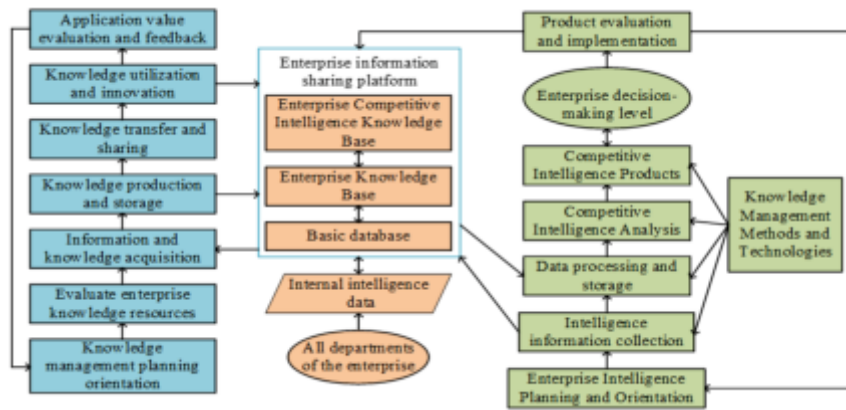 Application value
evaluation and feedback
Knowledge utilization
and innovation
Knowledge transfer and
sharing
Knowledge production
and storage
Information and
knowledge acquisition
Evaluate enterprise
knowledge resources
Knowledge
management planning
orientation
Enterprise information
sharing platform
Enterprise Competitive
Intelligence Knowledge
Base
Enterprise Knowledge
Base
Basic database
Internal intelligence
data
All departments
of the enterprise
Product evaluation
and implementation
Enterprise decision-
making level
Competitive
Intelligence Products
Competitive
Intelligence Analysis
Data processing and
storage
Intelligence
information collection
Enterprise Intelligence
Planning and Orientation
Knowledge
Management
Methods and
Technologies